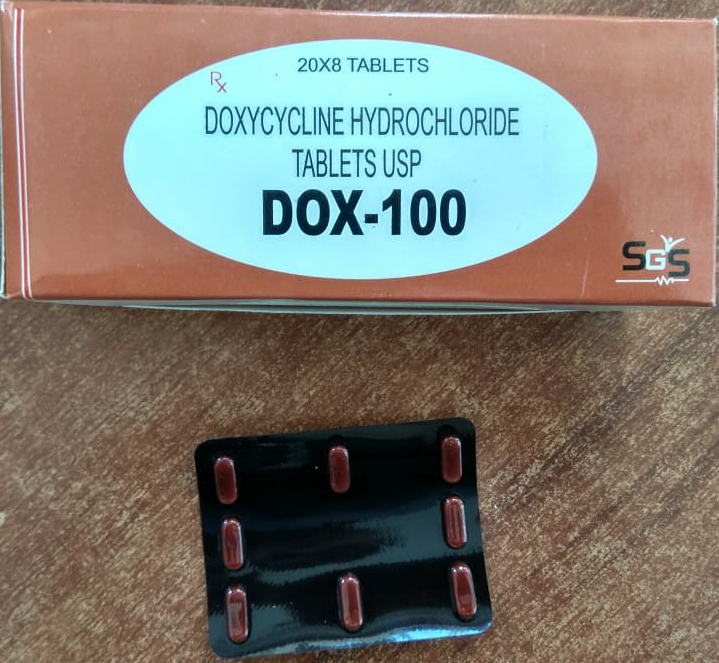 20X8 TABLETS
Rx
DOXYCYCLINE HYDROCHLORIDE
TABLETS USP
DOX-100
SGS